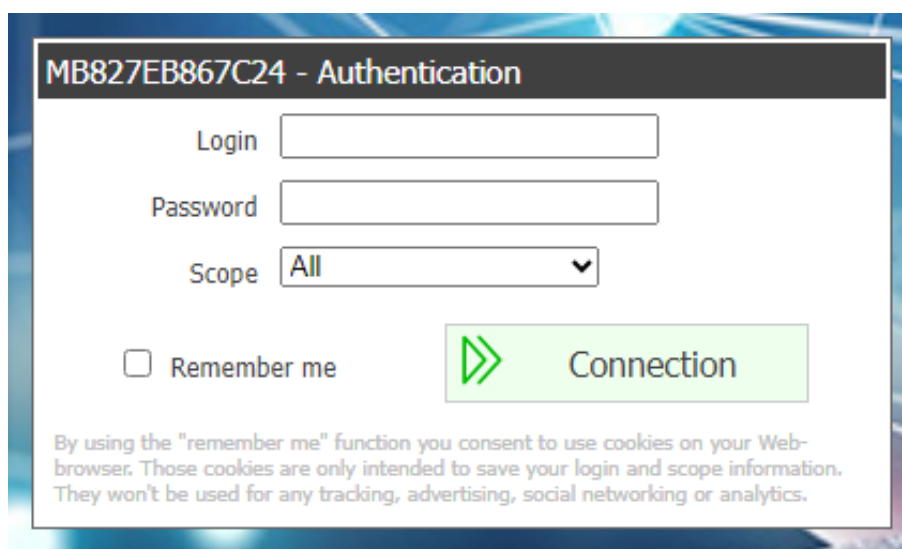 MB827EB867C24 - Authentication
Login
Password
Scope All
Remember me
Connection
By using the "remember me" function you consent to use cookies on your Web-
browser. Those cookies are only intended to save your login and scope information.
They won't be used for any tracking, advertising, social networking or analytics.